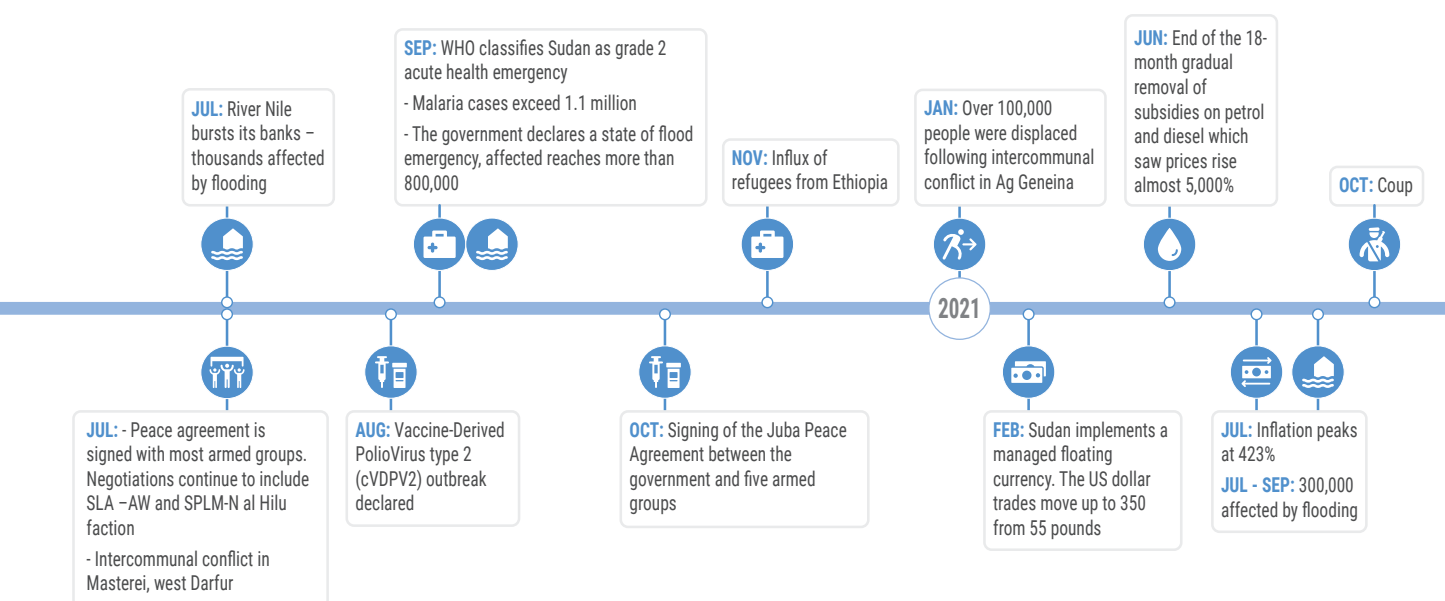 JUL: River Nile
bursts its banks –
thousands affected
by flooding
SEP: WHO classifies Sudan as grade 2
acute health emergency
- Malaria cases exceed 1.1 million
- The government declares a state of flood
emergency, affected reaches more than
800,000
NOV: Influx of
refugees from Ethiopia
JAN: Over 100,000
people were displaced
following intercommunal
conflict in Ag Geneina
JUN: End of the 18-
month gradual
removal of
subsidies on petrol
and diesel which
saw prices rise
almost 5,000%
OCT: Coup
2021
JUL: - Peace agreement is
signed with most armed groups.
Negotiations continue to include
SLA –AW and SPLM-N al Hilu
faction
- Intercommunal conflict in
Masterei, west Darfur
AUG: Vaccine-Derived
PolioVirus type 2
(cVDPV2) outbreak
declared
OCT: Signing of the Juba Peace
Agreement between the
government and five armed
groups
FEB: Sudan implements a
managed floating
currency. The US dollar
trades move up to 350
from 55 pounds
JUL: Inflation peaks
at 423%
JUL - SEP: 300,000
affected by flooding